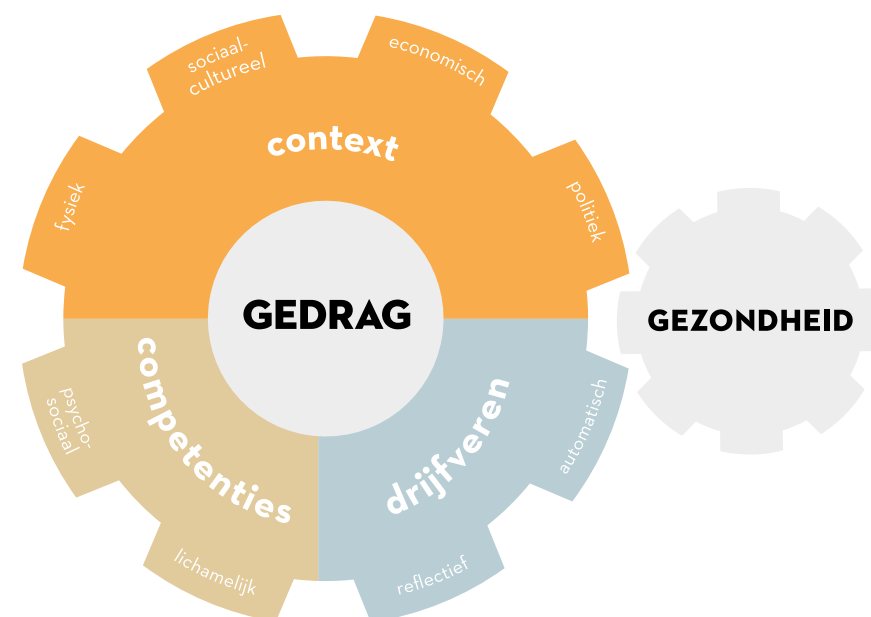 sociaal-
cultureel
economisch
context
fysiek
politiek
GEDRAG
GEZONDHEID
competenties
drijfveren
psycho-
sociaal
automatisch
lichamelijk
reflectief